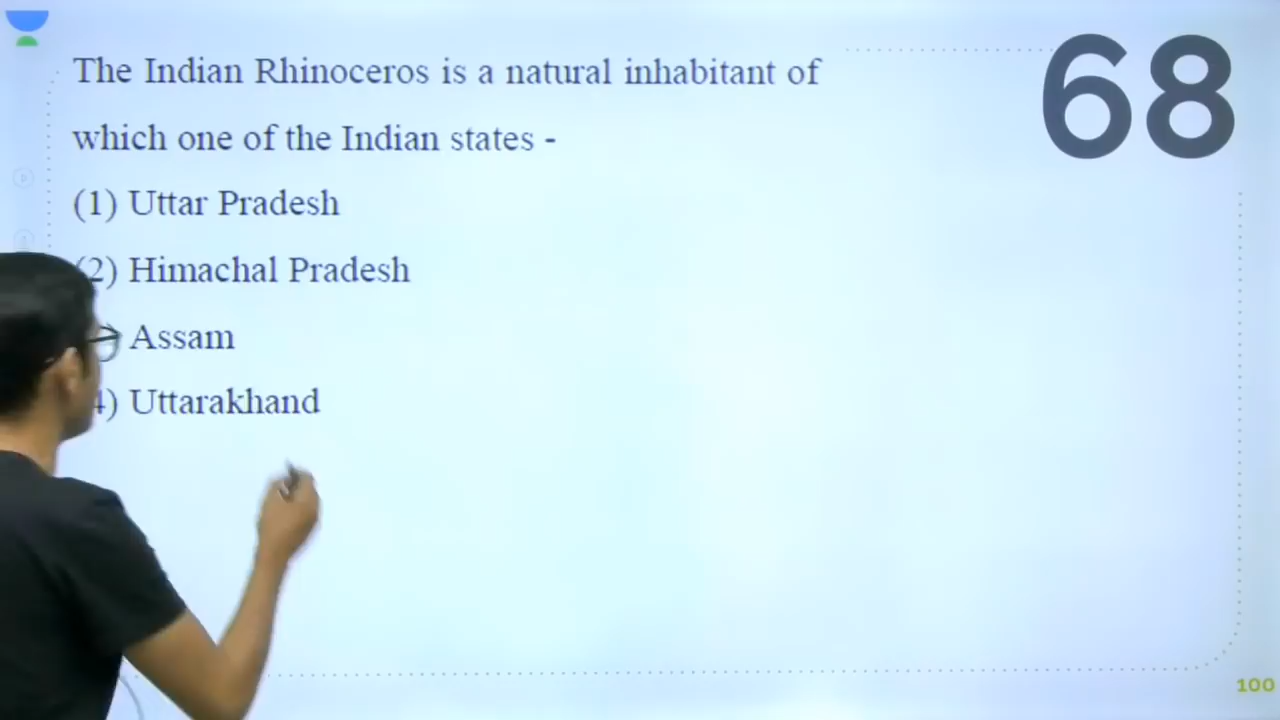 The Indian Rhinoceros is a natural inhabitant of
which one of the Indian states -
(1) Uttar Pradesh
(2) Himachal Pradesh
Assam
4) Uttarakhand
68
100